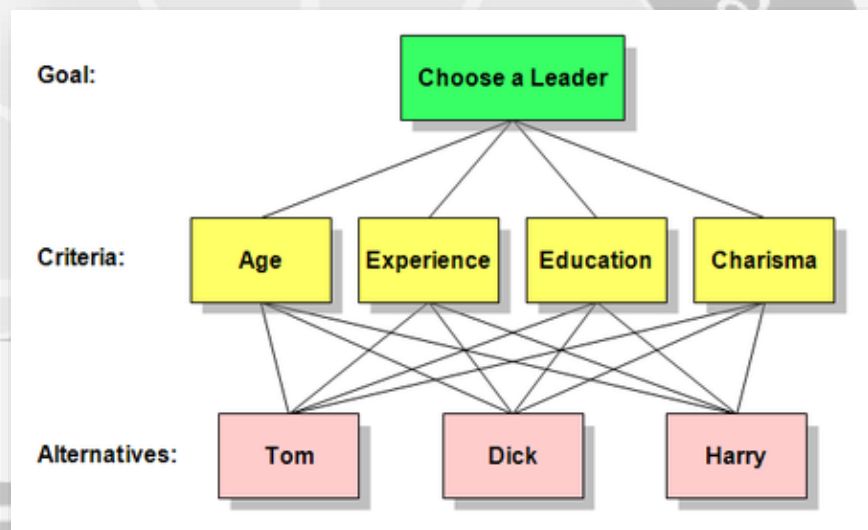 Goal:
Choose a Leader
Criteria:
Age
Experience
Education
Charisma
Alternatives:
Tom
Dick
Harry